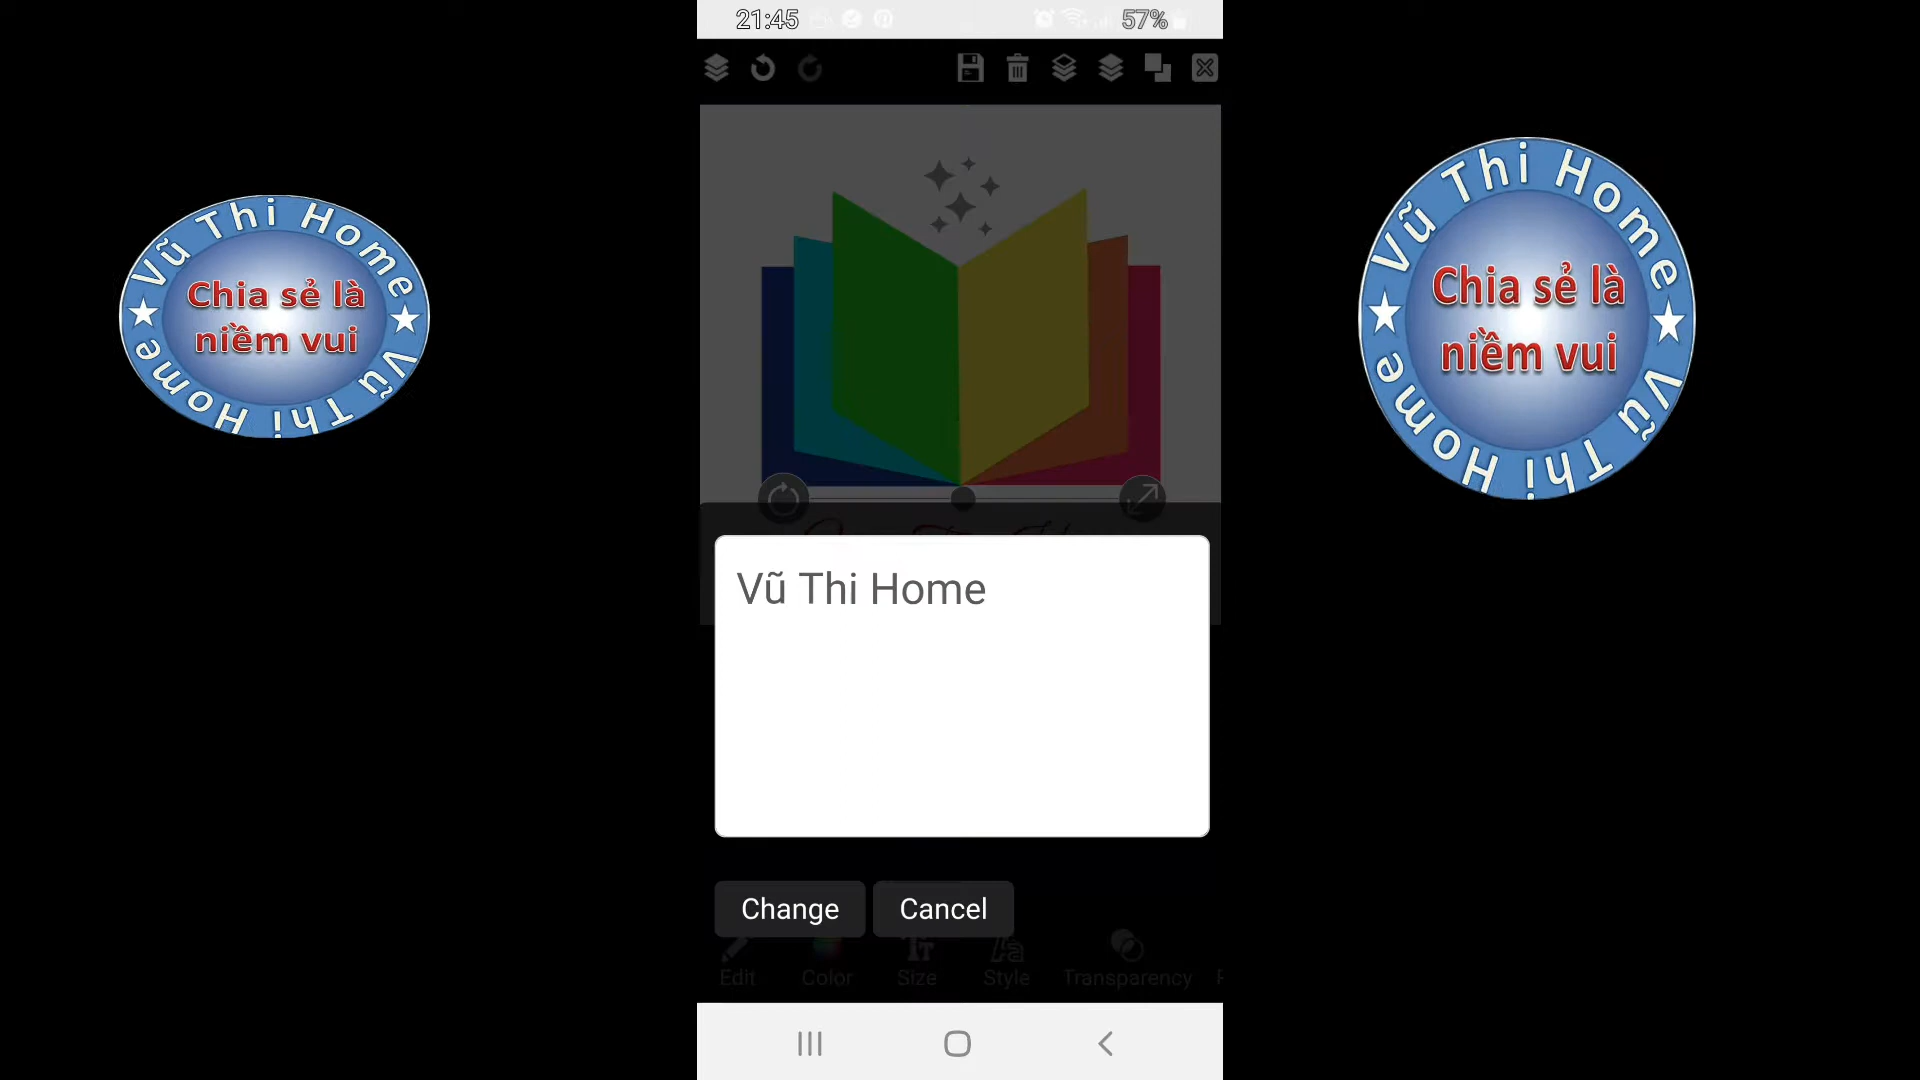 21:45
57%
Vũ Thi Home
Chia sẻ là
niềm vui
Vũ Thi Home
Vũ Thi Home
Chia sẻ là
niềm vui
Vũ Thi Home
Vũ Thi Home
Change
Cancel
Edit
Color
Size
Style
Transparency